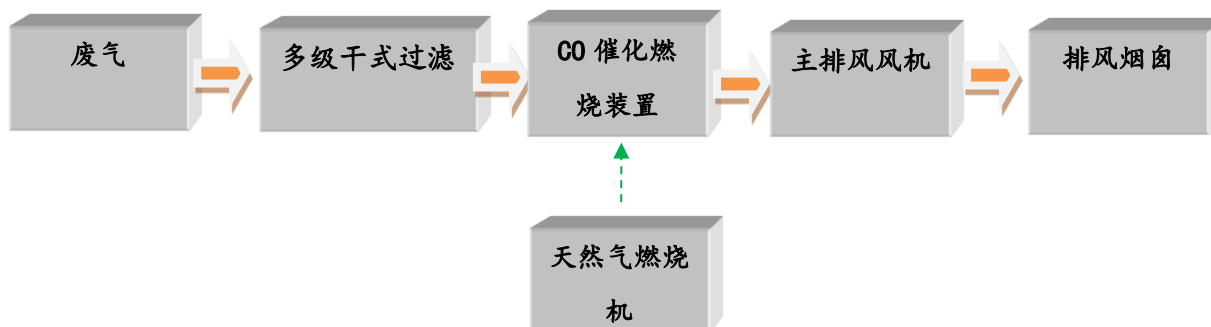 废气
多级干式过滤
CO 催化燃
烧装置
主排风风机
排风烟囱
天然气燃烧
机